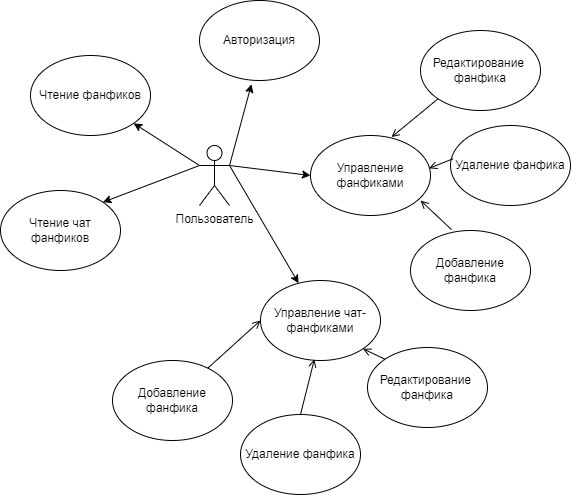 Авторизация
Редактирование
фанфика
Чтение фанфиков
Управление
фанфиками
Удаление фанфика
Чтение чат
фанфиков
Пользователь
Добавление
фанфика
Управление чат-
фанфиками
Добавление
фанфика
Редактирование
фанфика
Удаление фанфика